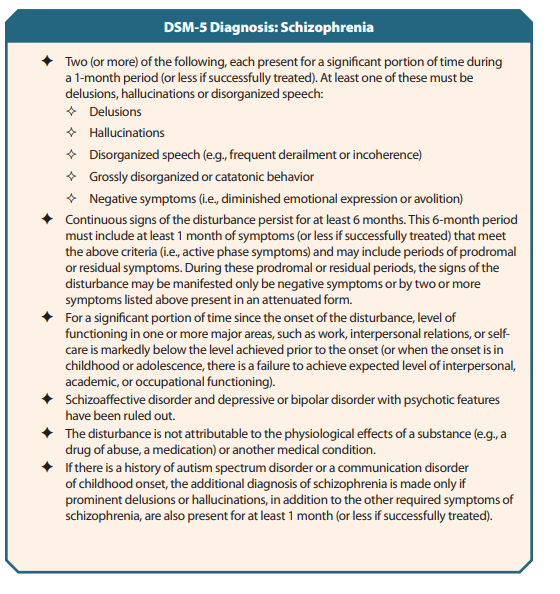 DSM-5 Diagnosis: Schizophrenia
✦ Two (or more) of the following, each present for a significant portion of time during
a 1-month period (or less if successfully treated). At least one of these must be
delusions, hallucinations or disorganized speech:
✧ Delusions
✧ Hallucinations
✧ Disorganized speech (e.g., frequent derailment or incoherence)
✧ Grossly disorganized or catatonic behavior
✧ Negative symptoms (i.e., diminished emotional expression or avolition)
✦ Continuous signs of the disturbance persist for at least 6 months. This 6-month period
must include at least 1 month of symptoms (or less if successfully treated) that meet
the above criteria (i.e., active phase symptoms) and may include periods of prodromal
or residual symptoms. During these prodromal or residual periods, the signs of the
disturbance may be manifested only be negative symptoms or by two or more
symptoms listed above present in an attenuated form.
✦ For a significant portion of time since the onset of the disturbance, level of
functioning in one or more major areas, such as work, interpersonal relations, or self-
care is markedly below the level achieved prior to the onset (or when the onset is in
childhood or adolescence, there is a failure to achieve expected level of interpersonal,
academic, or occupational functioning).
✦ Schizoaffective disorder and depressive or bipolar disorder with psychotic features
have been ruled out.
✦ The disturbance is not attributable to the physiological effects of a substance (e.g., a
drug of abuse, a medication) or another medical condition.
✦ If there is a history of autism spectrum disorder or a communication disorder
of childhood onset, the additional diagnosis of schizophrenia is made only if
prominent delusions or hallucinations, in addition to the other required symptoms of
schizophrenia, are also present for at least 1 month (or less if successfully treated).